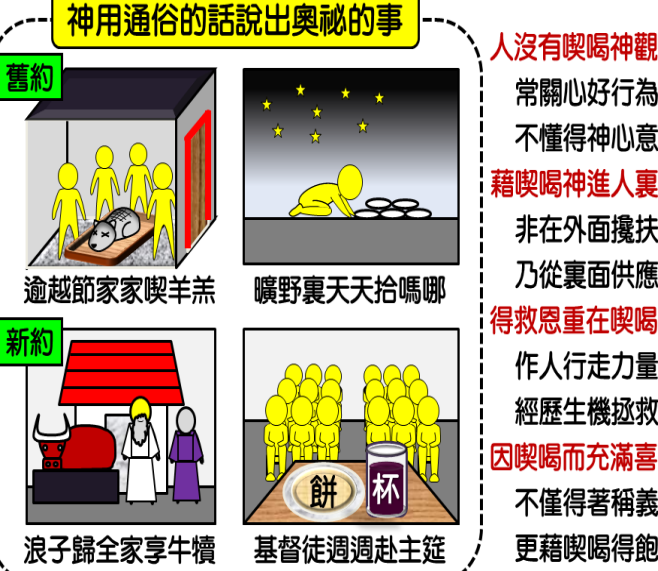 神用通俗的話說出奧祕的事
舊約
逾越節家家喫羊羔
曠野裏天天拾嗎哪
新約
浪子歸全家享牛犢
餅
杯
基督徒週週赴主筵
人沒有喫喝神觀
常關心好行為
不懂得神心意
藉喫喝神進人裏
非在外面攙扶
乃從裏面供應
得救恩重在喫喝
作人行走力量
經歷生機拯救
因喫喝而充滿喜
不僅得著稱義
更藉喫喝得飽